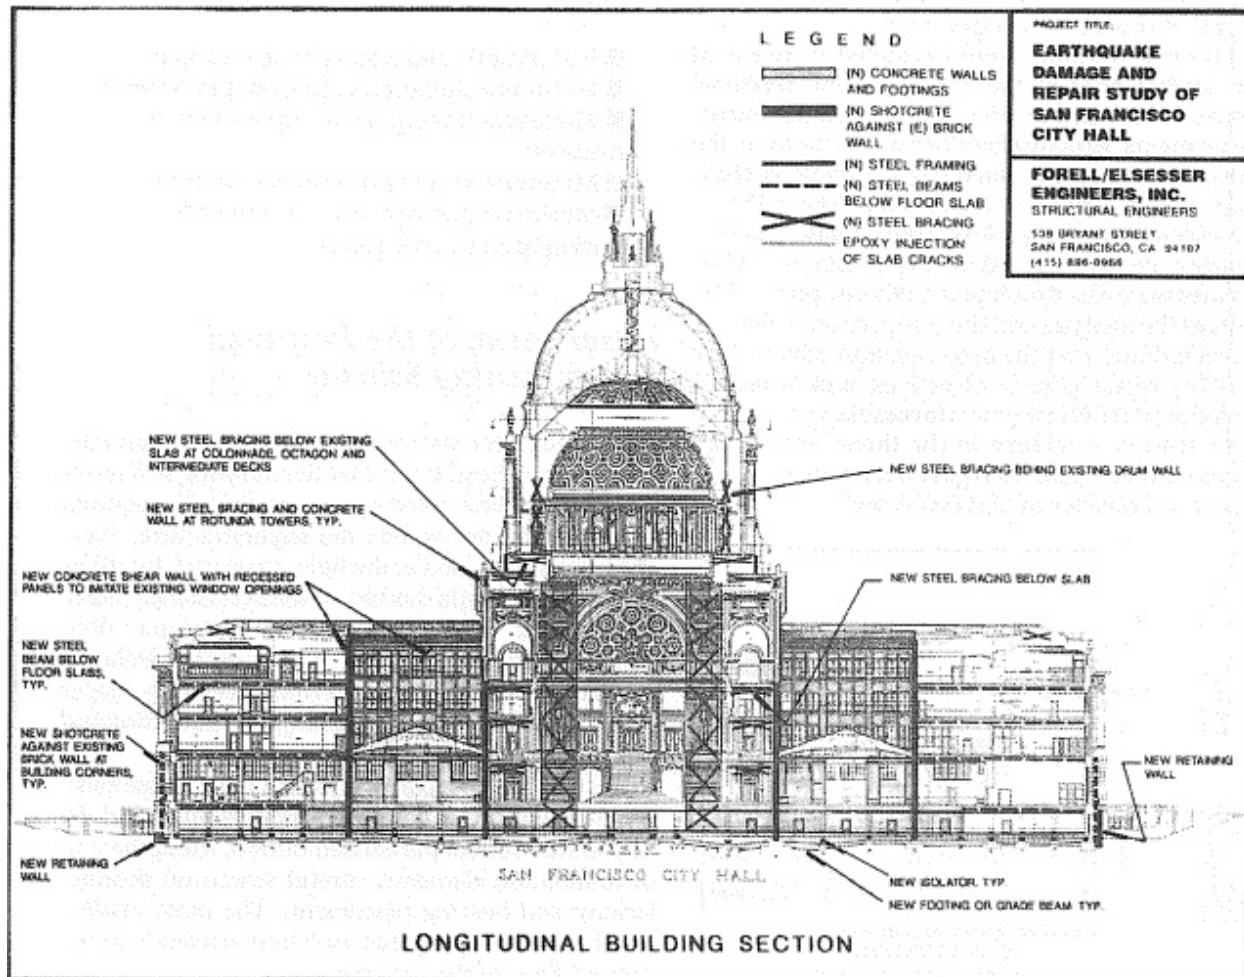 LEGEND
(N) CONCRETE WALLS
AND FOOTINGS
(N) SHOTCRETE
AGAINST (E) BRICK
WALL
(N) STEEL FRAMING
(N) STEEL BEAMS
BELOW FLOOR SLAB
(N) STEEL BRACING
EPOXY INJECTION
OF SLAB CRACKS
PROJECT TITLE:
EARTHQUAKE
DAMAGE AND
REPAIR STUDY OF
SAN FRANCISCO
CITY HALL
FORELL/ELSESSER
ENGINEERS, INC.
STRUCTURAL ENGINEERS
BRYANT STREET
SAN FRANCISCO, CA 94107
(415)
NEW STEEL BRACING BELOW EXISTING
SLAB AT COLONNADE, OCTAGON AND
INTERMEDIATE DECKS
NEW STEEL BRACING BEHIND EXISTING DRUM WALL
NEW STEEL BRACING AND CONCRETE
WALL AT ROTUNDA TOWERS, TYP.
NEW CONCRETE SHEAR WALL WITH RECESSED
PANELS TO IMITATE EXISTING WINDOW OPENINGS
NEW STEEL BRACING BELOW SLAB
NEW STEEL
BEAM BELOW
FLOOR SLABS,
TYP.
NEW SHOTCRETE
AGAINST EXISTING
BRICK WALL AT
BUILDING CORNERS,
TYP.
NEW RETAINING
WALL
NEW RETAINING
WALL
SAN FRANCISCO CITY HALL
NEW ISOLATOR, TYP.
NEW FOOTING OR GRADE BEAM TYP.
LONGITUDINAL BUILDING SECTION